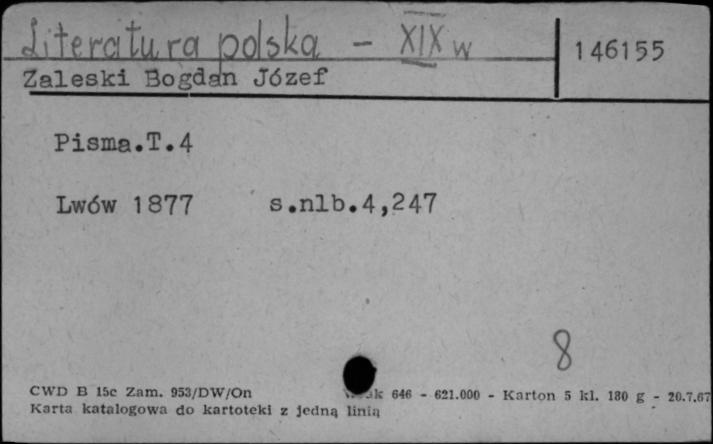 Literatura polska - XIX w
146155
Zaleski Bogdan Józef
Pisma.T.4
Lwów 1877 s.nlb.4,247
8
CWD B 15c Zam. 953/DW/On 646 - 621.000 - Karton 5 kl. 180 g - 20.7.67
Karta katalogowa do kartoteki z jedną linią